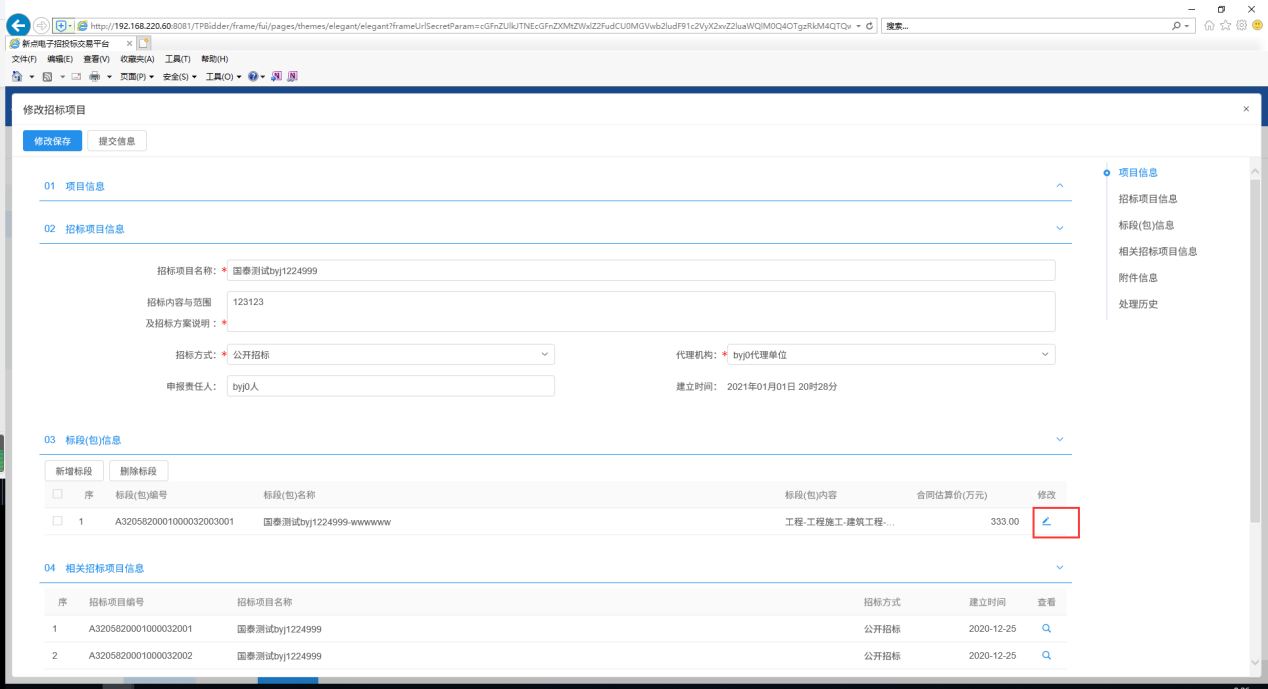 http://192.168.220.60:8081/TPBidder/frame/fui/pages/themes/elegant/elegant?frameUrlSecretParam=
搜索...
新点电子招投标交易平台
文件(F) 编辑(E) 查看(V) 收藏夹(A) 工具(T) 帮助(H)
页面(P) 安全(S) 工具(O)
修改招标项目
修改保存 提交信息
01 项目信息
02 招标项目信息
招标项目名称: * 国泰测试byj1224999
招标内容与范围 123123
及招标方案说明: *
招标方式: * 公开招标 代理机构: * byj0代理单位
申报责任人: byj0人 建立时间: 2021年01月01日 20时28分
03 标段(包)信息
新增标段 删除标段
序 标段(包)编号 标段(包)名称 标段(包)内容 合同估算价(万元) 修改
1 A3205820001000032003001 国泰测试byj1224999-wwwwww 工程-工程施工-建筑工程-... 333.00
04 相关招标项目信息
序 招标项目编号 招标项目名称 招标方式 建立时间 查看
1 A3205820001000032001 国泰测试byj1224999 公开招标 2020-12-25
2 A3205820001000032002 国泰测试byj1224999 公开招标 2020-12-25
项目信息
招标项目信息
标段(包)信息
相关招标项目信息
附件信息
处理历史